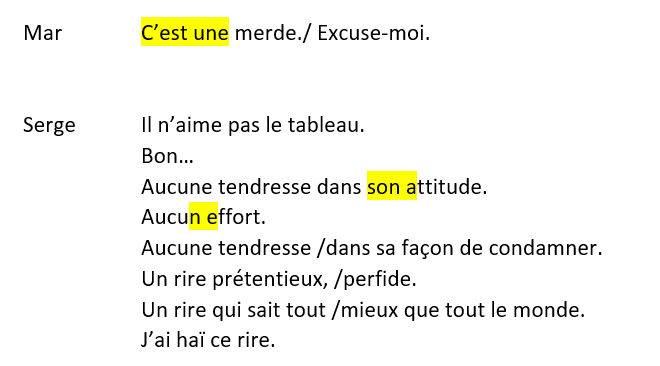 Mar C’est une merde./ Excuse-moi.
Serge Il n’aime pas le tableau.
Bon…
Aucune tendresse dans son attitude.
Aucun effort.
Aucune tendresse /dans sa façon de condamner.
Un rire prétentieux, /perfide.
Un rire qui sait tout /mieux que tout le monde.
J’ai haï ce rire.